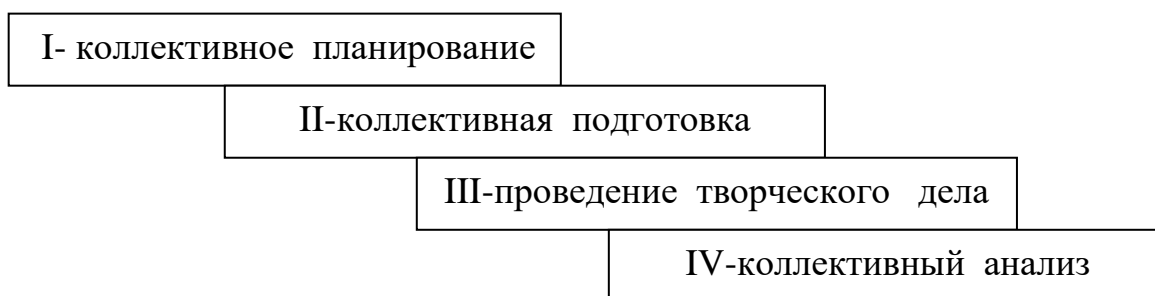 I- коллективное планирование
II-коллективная подготовка
III-проведение творческого дела
IV-коллективный анализ